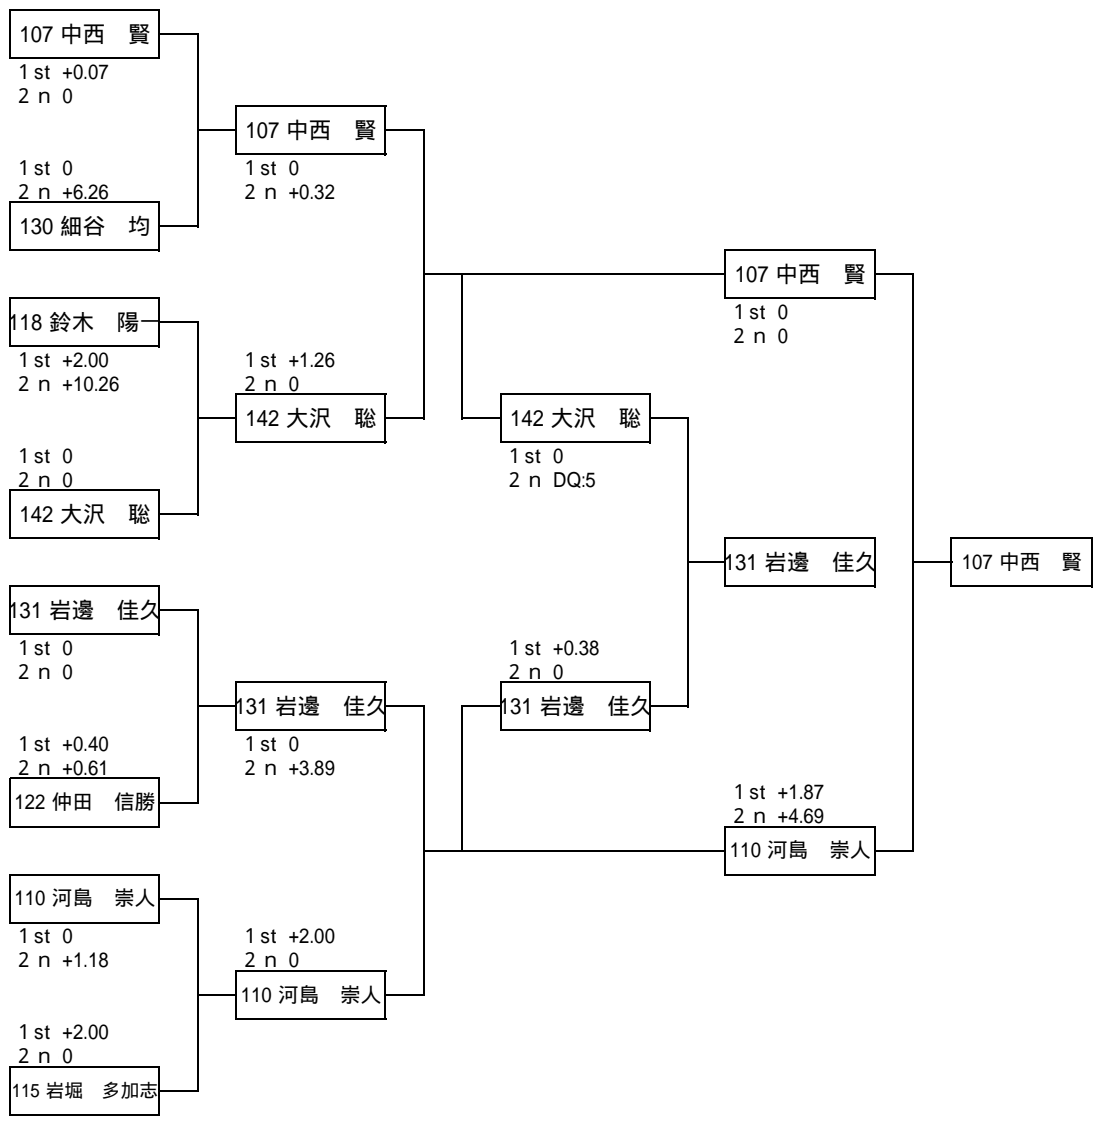 107 中西　賢
1 st +0.07
2 n 0
1 st 0
2 n +6.26
130 細谷　均
118 鈴木　陽一
1 st +2.00
2 n +10.26
1 st 0
2 n 0
142 大沢　聡
131 岩邊　佳久
1 st 0
2 n 0
1 st +0.40
2 n +0.61
122 仲田　信勝
110 河島　崇人
1 st 0
2 n +1.18
1 st +2.00
2 n 0
115 岩堀　多加志
107 中西　賢
1 st 0
2 n +0.32
1 st +1.26
2 n 0
142 大沢　聡
131 岩邊　佳久
1 st 0
2 n +3.89
1 st +2.00
2 n 0
110 河島　崇人
142 大沢　聡
1 st 0
2 n DQ:5
1 st +0.38
2 n 0
131 岩邊　佳久
107 中西　賢
1 st 0
2 n 0
131 岩邊　佳久
1 st +1.87
2 n +4.69
110 河島　崇人
107 中西　賢